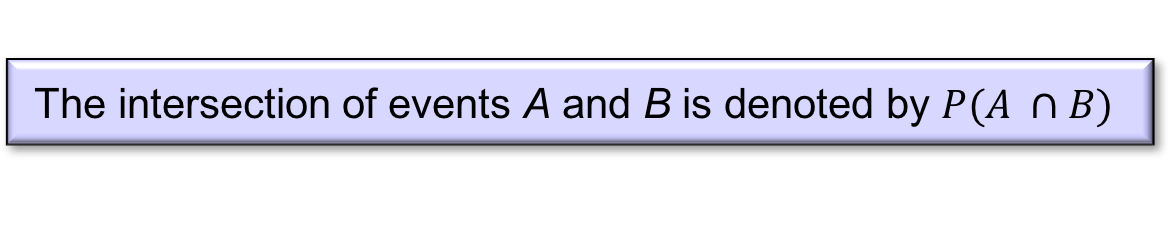 The intersection of events A and B is denoted by P(A ∩ B)